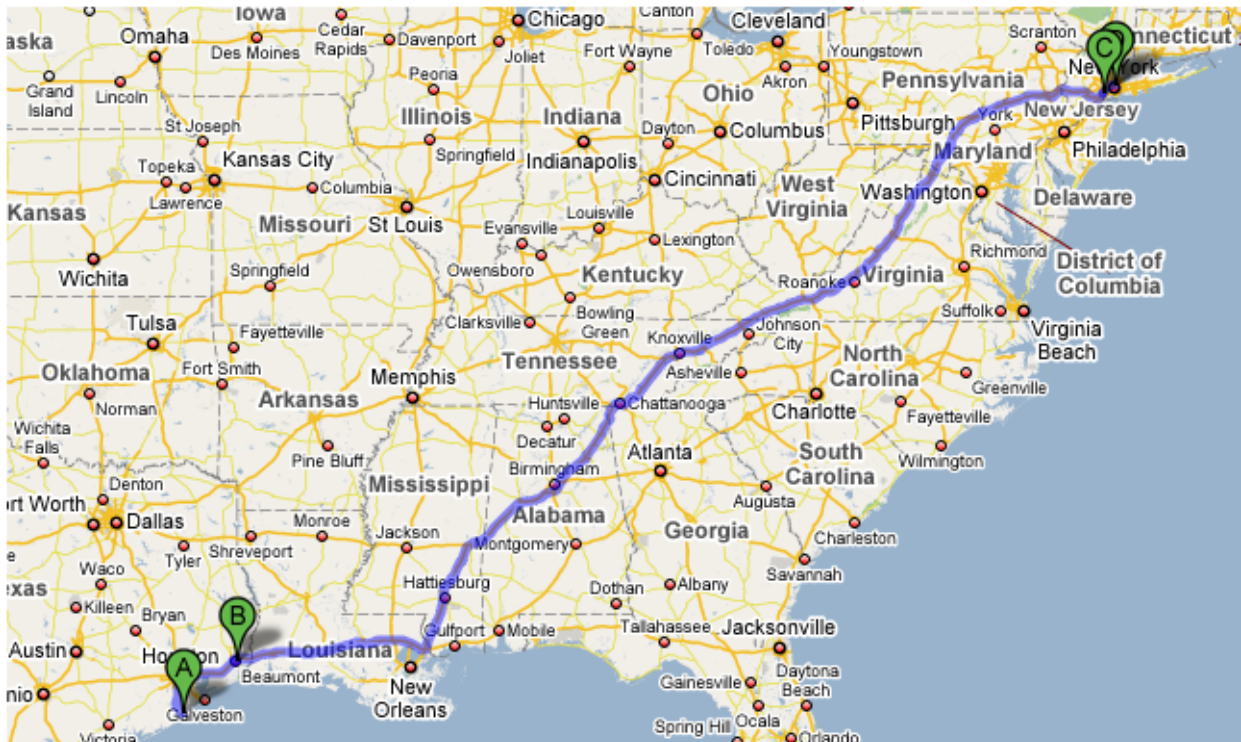 Iowa
Chicago
Canton
Cleveland
Scranton
Connecticut
aska
Omaha
Des Moines
Cedar
Rapids
Davenport
Joliet
Fort Wayne
Toledo
Youngstown
Akron
C
New York
Grand
Island
Lincoln
Peoria
Pennsylvania
Ohio
New Jersey
St Joseph
Illinois
Indiana
Dayton
Columbus
Pittsburgh
York
Philadelphia
Maryland
Topeka
Lawrence
Kansas City
Columbia
Springfield
Indianapolis
Cincinnati
Washington
Delaware
Kansas
Missouri
St Louis
Evansville
Louisville
Lexington
West
Virginia
Wichita
Springfield
Owensboro
Kentucky
Roanoke
Virginia
Richmond
District of
Columbia
Tulsa
Fayetteville
Clarksville
Bowling
Green
Knoxville
Johnson
City
Suffolk
Virginia
Beach
Oklahoma
Fort Smith
Memphis
Tennessee
Asheville
North
Carolina
Greenville
Norman
Arkansas
Huntsville
Chattanooga
Charlotte
Fayetteville
Wichita
Falls
Pine Bluff
Decatur
Birmingham
Atlanta
South
Carolina
Wilmington
Denton
Mississippi
Augusta
ort Worth
Dallas
Monroe
Alabama
Georgia
Charleston
Tyler
Shreveport
Jackson
Montgomery
Savannah
Waco
exas
Killeen
Bryan
Hattiesburg
Dothan
Albany
B
Austin
Louisiana
Gulfport
Mobile
Tallahassee
Jacksonville
A
Beaumont
New
Orleans
Gainesville
Daytona
Beach
nio
Galveston
Victoria
Spring Hill
Ocala
Orlando